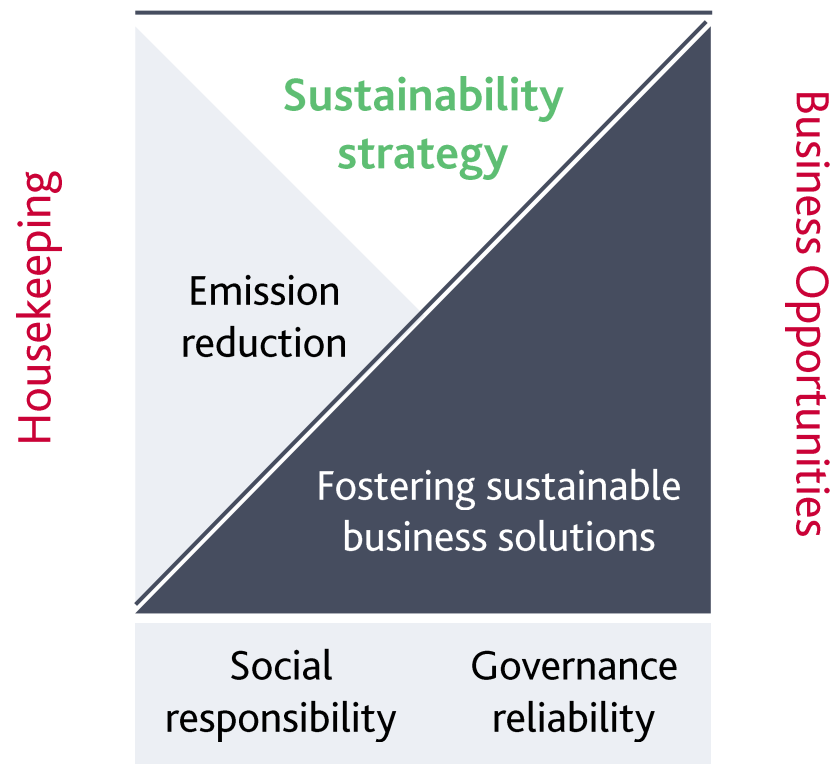 Sustainability
strategy
Housekeeping
Business Opportunities
Emission
reduction
Fostering sustainable
business solutions
Social
responsibility
Governance
reliability